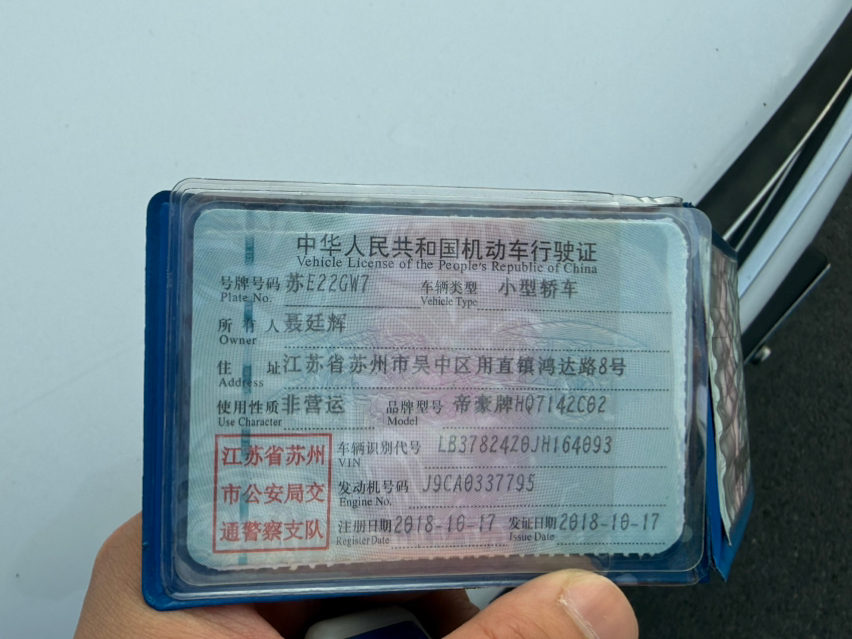 中华人民共和国机动车行驶证
Vehicle License of the People's Republic of China
号牌号码 苏E22GW7 车辆类型 小型轿车
Plate No. Vehicle Type
所有人 聂廷辉
Owner
住址 江苏省苏州市吴中区甪直镇鸿达路8号
Address
使用性质 非营运 品牌型号 帝豪牌HQ7142C02
Use Character Model
江苏省苏州
市公安局交
通警察支队
车辆识别代号 LB37824Z0JH164093
VIN
发动机号码 J9CA0337795
Engine No.
注册日期 2018-10-17 发证日期 2018-10-17
Register Date Issue Date